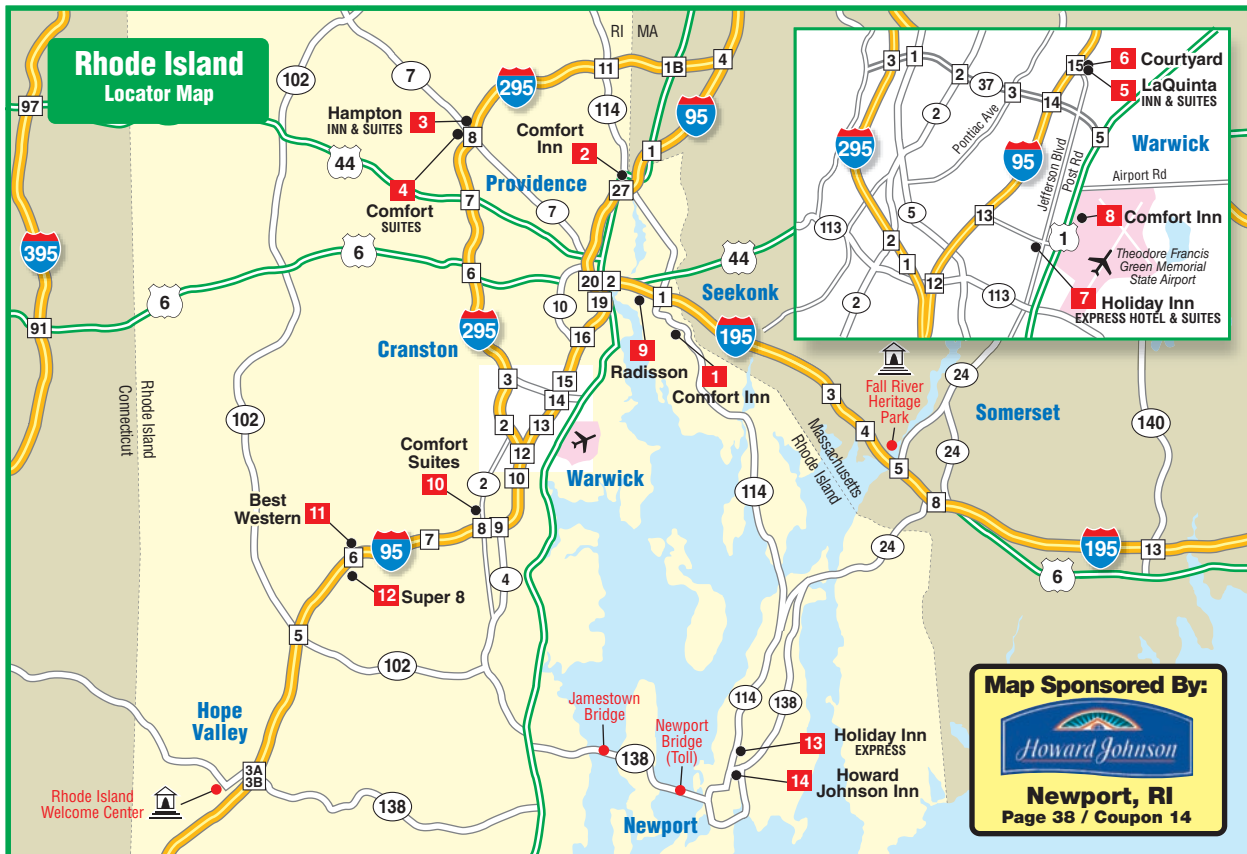 Rhode Island
Locator Map
RI
MA
102
7
295
11
1B
4
97
114
95
Hampton
INN & SUITES
3
8
Comfort
Inn
2
1
44
4
Comfort
SUITES
Providence
27
7
7
395
6
6
6
44
20
2
Seekonk
91
6
10
19
1
295
Cranston
16
9
Radisson
1
Comfort Inn
195
Rhode Island
Connecticut
3
15
14
102
2
13
12
Comfort
Suites
10
2
10
Warwick
3
Fall River
Heritage
Park
24
Somerset
140
4
Massachusetts
Rhode Island
5
24
114
8
Best
Western
11
6
95
7
8
9
24
195
13
6
12
Super 8
4
5
102
Hope
Valley
Jamestown
Bridge
Newport
Bridge
(Toll)
114
138
13
Holiday Inn
EXPRESS
138
14
Howard
Johnson Inn
3A
3B
Rhode Island
Welcome Center
138
Newport
3
1
2
37
3
15
6
Courtyard
5
LaQuinta
INN & SUITES
14
2
Pontiac Ave
5
295
95
Jefferson Blvd
Post Rd
Warwick
Airport Rd
5
13
8
Comfort Inn
113
1
2
1
Theodore Francis
Green Memorial
State Airport
12
113
7
Holiday Inn
EXPRESS HOTEL & SUITES
2
Map Sponsored By:
Howard Johnson
Newport, RI
Page 38 / Coupon 14